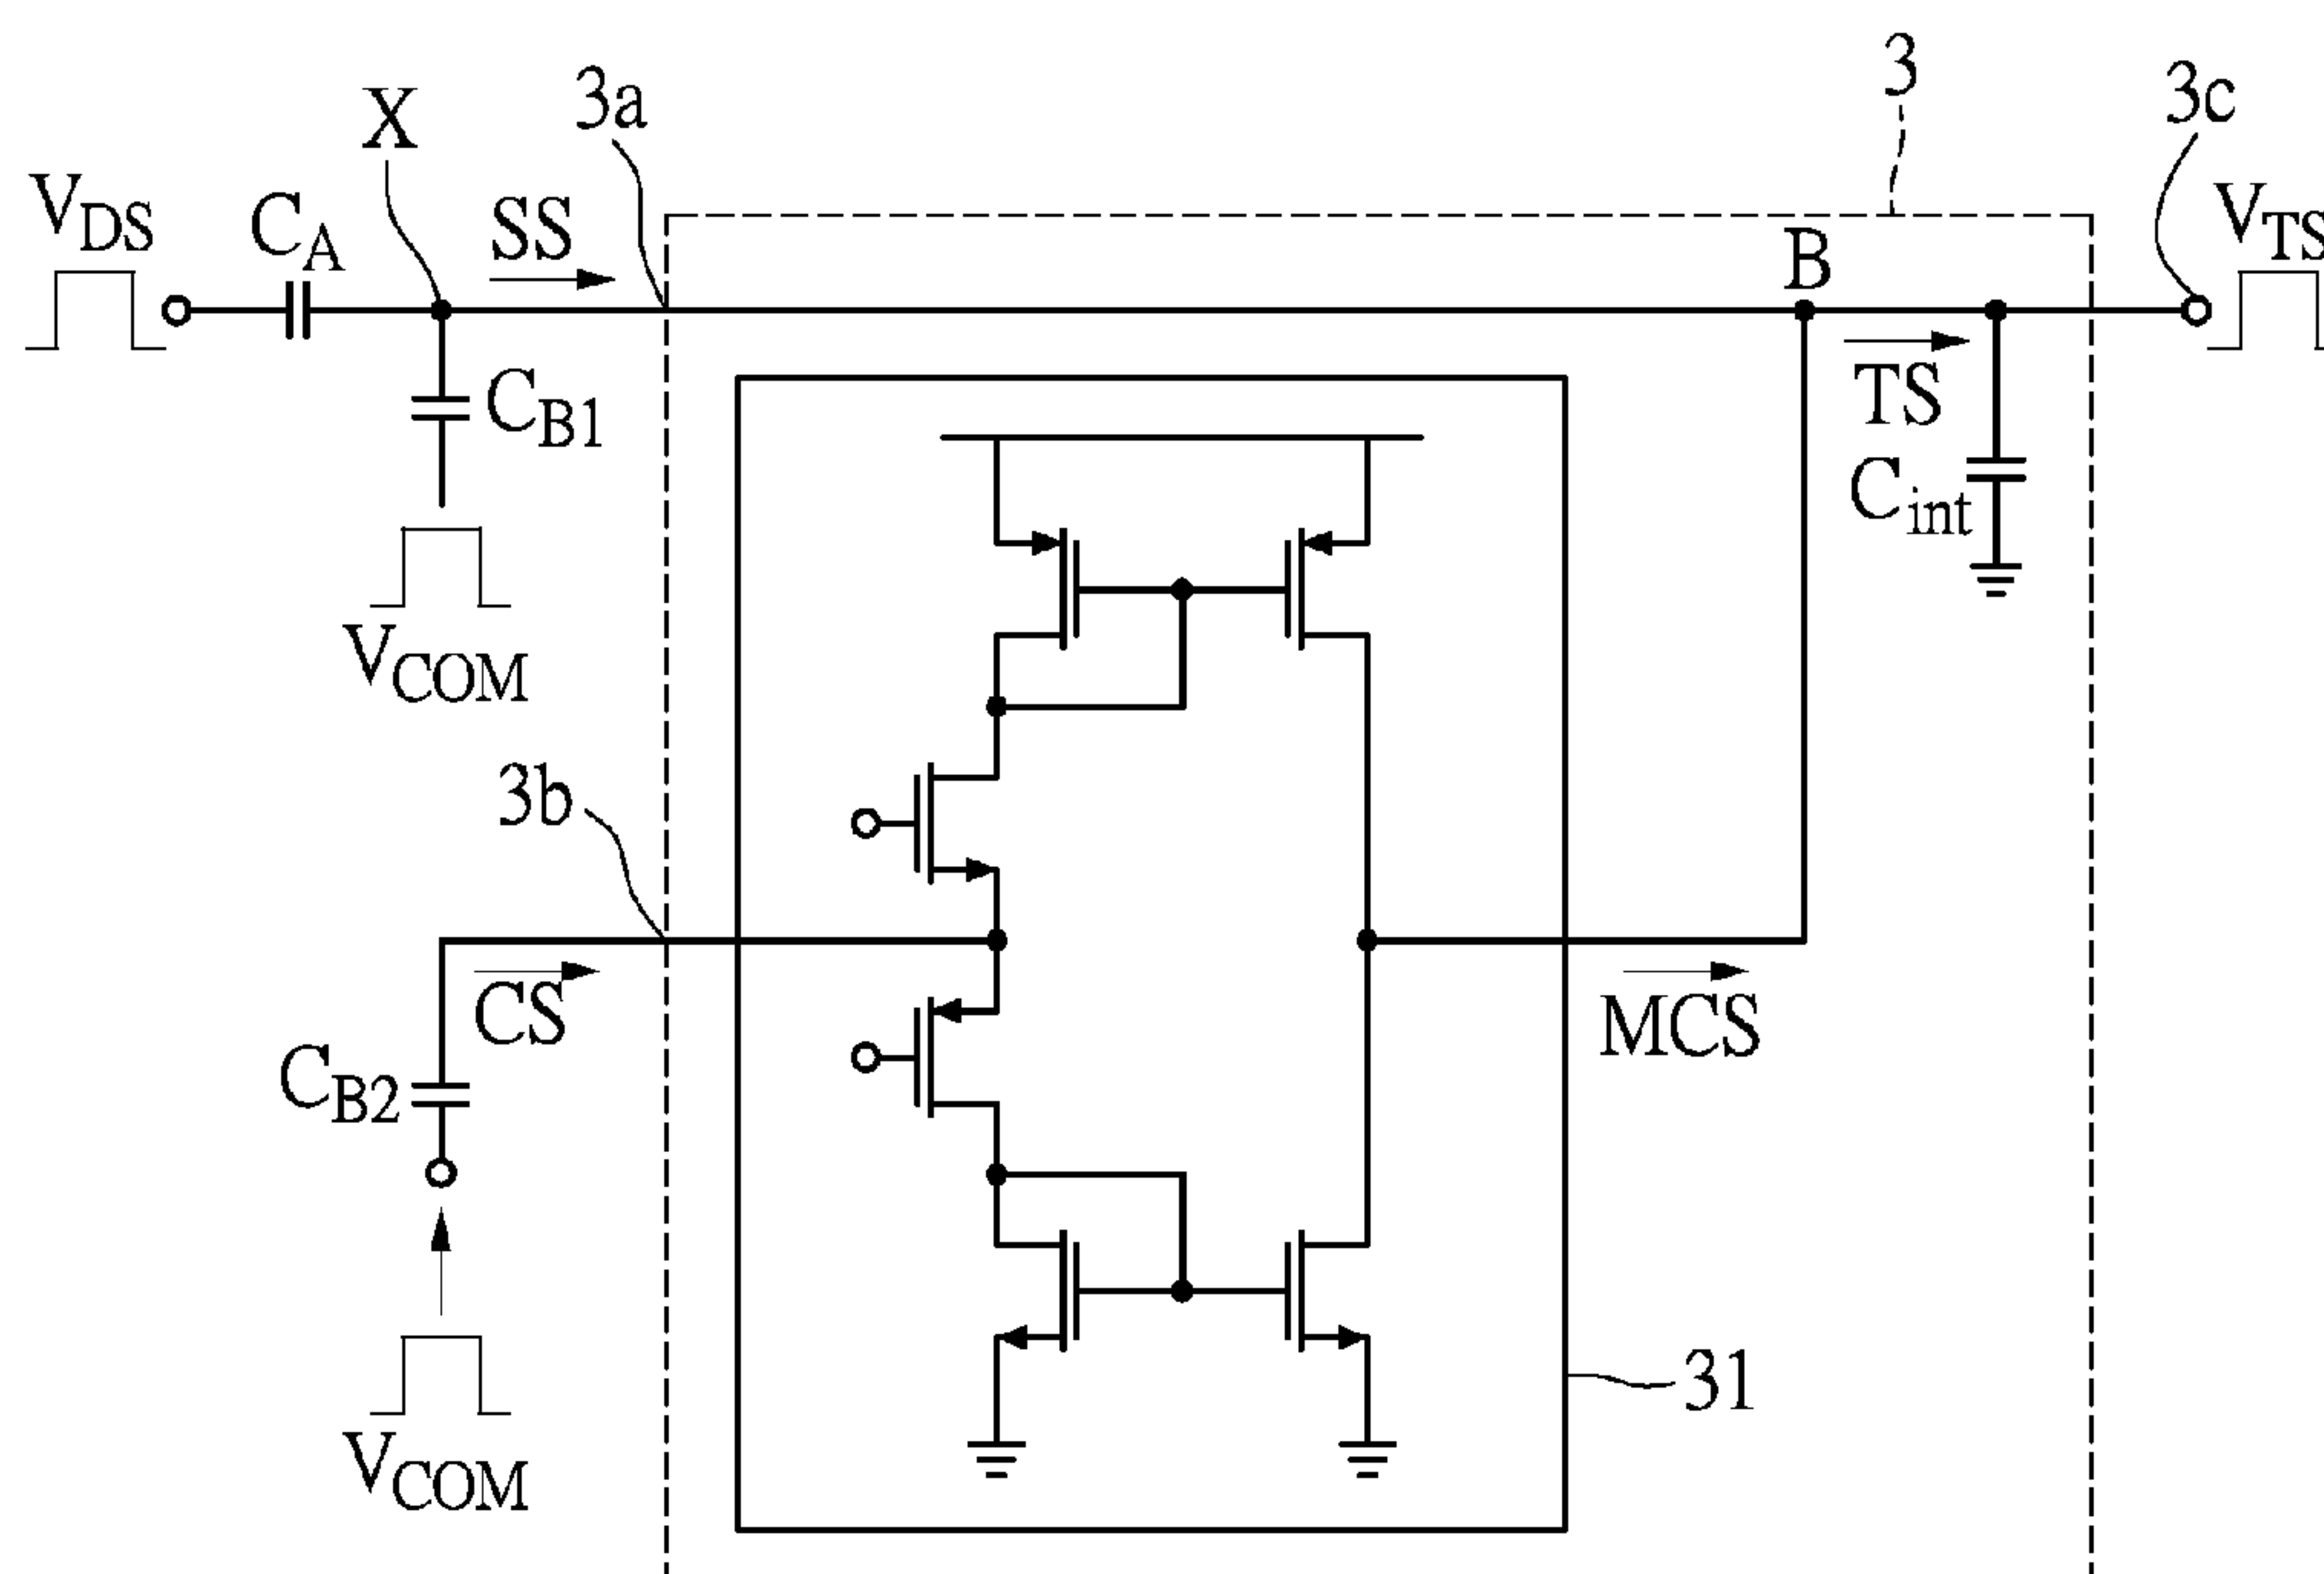 3
3a
3c
X
V_DS
C_A
SS
B
V_TS
C_B1
TS
C_int
V_COM
3b
CS
MCS
C_B2
31
V_COM